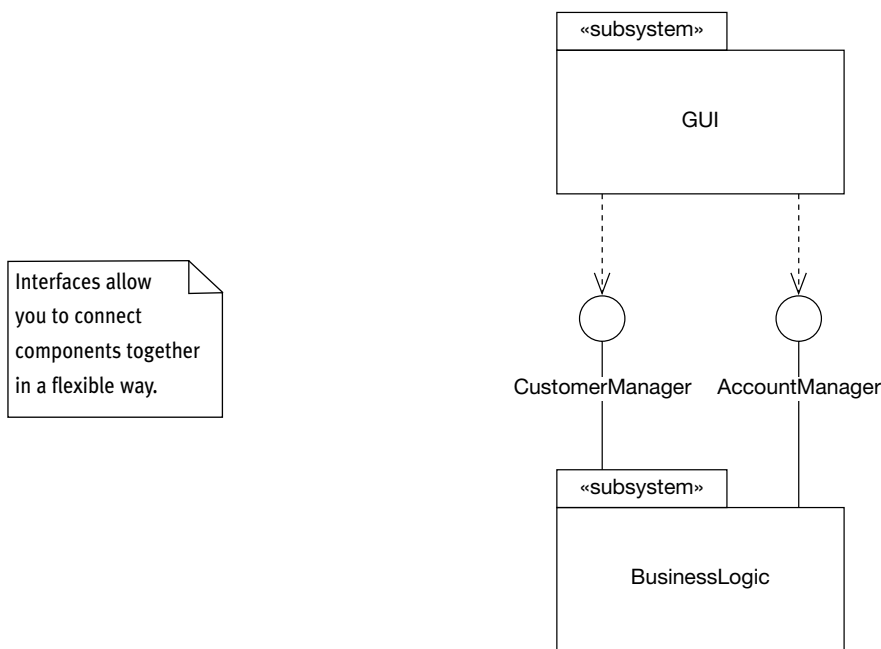 «subsystem»
GUI
Interfaces allow
you to connect
components together
in a flexible way.
CustomerManager
AccountManager
«subsystem»
BusinessLogic